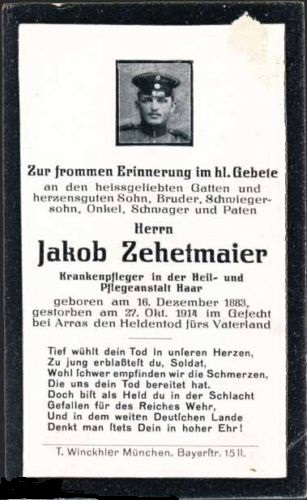 Zur frommen Erinnerung im hl. Gebete
an den heissgeliebten Gatten und
herzensguten Sohn, Bruder, Schwieger-
sohn, Onkel, Schwager und Paten
Herrn
Jakob Zehetmaier
Krankenpfleger in der Heil- und
Pflegeanstalt Haar
geboren am 16. Dezember 1883,
gestorben am 27. Okt. 1914 im Gefecht
bei Arras den Heldentod fürs Vaterland
Tief wühlt dein Tod in unseren Herzen,
Zu jung erblaßteſt du, Soldat,
Wohl ſchwer empfinden wir die Schmerzen,
Die uns dein Tod bereitet hat.
Doch biſt als Held du in der Schlacht
Gefallen für des Reiches Wehr,
Und in dem weiten Deutſchen Lande
Denkt man ſtets Dein in hoher Ehr!
T. Winckhler München, Bayerſtr. 15 II.